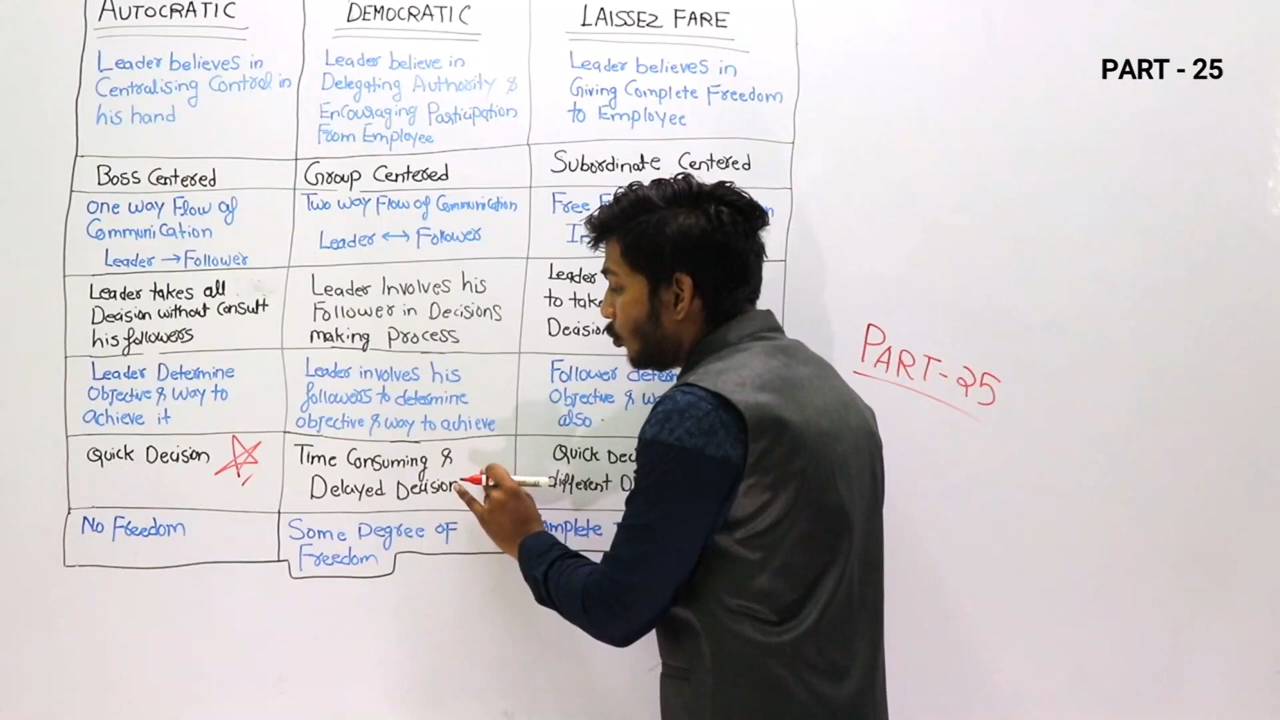 AUTOCRATIC
DEMOCRATIC
LAISSEZ FARE
Leader believes in
Centralising Control in
his hand
Leader believe in
Delegating Authority &
Encouraging Participation
From Employee
Leader believes in
Giving Complete Freedom
to Employee
Boss Centered
Group Centered
Subordinate Centered
One way Flow of
Communication
Leader → Follower
Two way Flow of Communication
Leader ↔ Follower
Free
Leader takes all
Decision without Consult
his followers
Leader Involves his
Follower in Decisions
making Process
Leader
to take
Decision
Leader Determine
Objective & Way to
achieve it
Leader involves his
followers to determine
objective & way to achieve
Follower
Objective &
also.
Quick Decision
Time Consuming &
Delayed Decision
Quick
different
No Freedom
Some Degree of
Freedom
PART - 25
PART-25